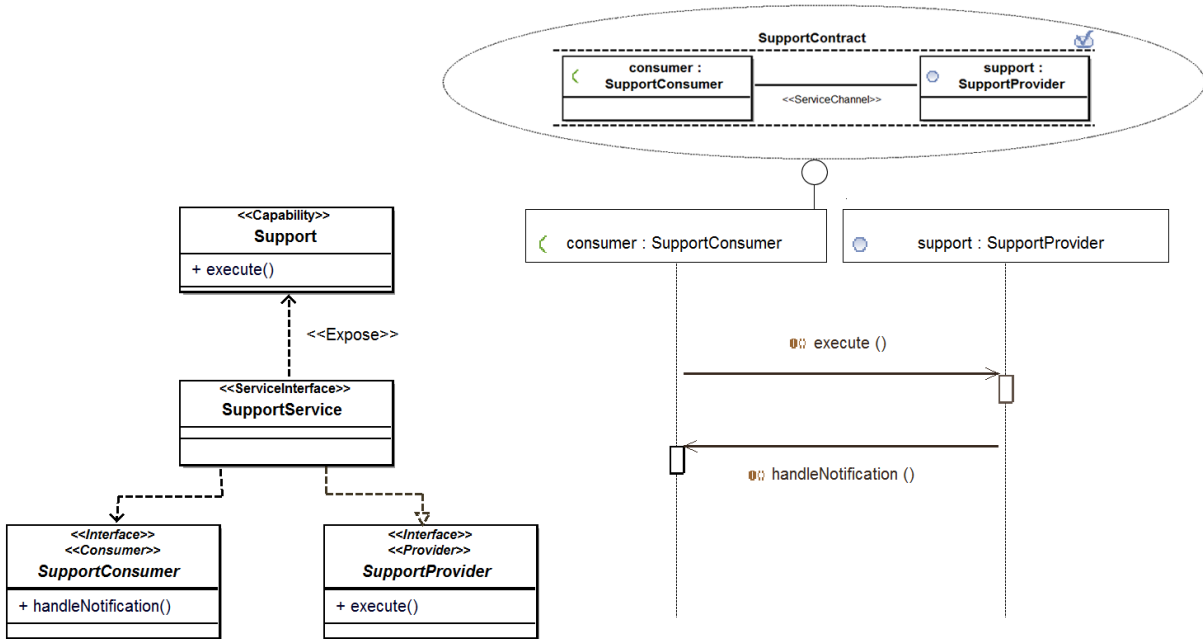 SupportContract
consumer :
SupportConsumer
<<ServiceChannel>>
support :
SupportProvider
<<Capability>>
Support
+ execute()
<<Expose>>
<<ServiceInterface>>
SupportService
<<Interface>>
<<Consumer>>
SupportConsumer
+ handleNotification()
<<Interface>>
<<Provider>>
SupportProvider
+ execute()
consumer : SupportConsumer
support : SupportProvider
execute ()
handleNotification ()